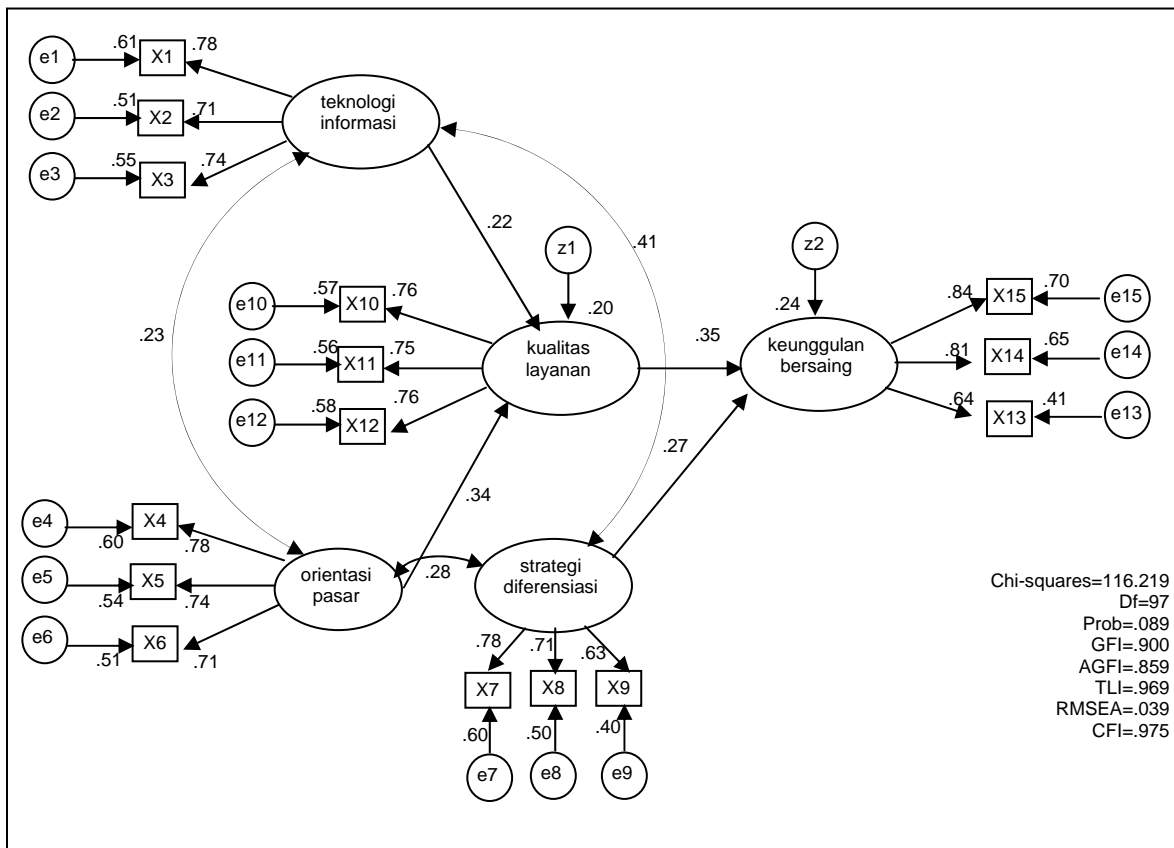 e1
.61
X1
.78
e2
.51
X2
.71
e3
.55
X3
.74
teknologi
informasi
.22
.41
.23
z1
.20
z2
.24
e10
.57
X10
.76
e11
.56
X11
.75
e12
.58
X12
.76
kualitas
layanan
.35
keunggulan
bersaing
.84
X15
.70
e15
.81
X14
.65
e14
.64
X13
.41
e13
.27
.34
e4
.60
X4
.78
e5
.54
X5
.74
e6
.51
X6
.71
orientasi
pasar
.28
strategi
diferensiasi
.78
.71
.63
X7
X8
X9
.60
.50
.40
e7
e8
e9
Chi-squares=116.219
Df=97
Prob=.089
GFI=.900
AGFI=.859
TLI=.969
RMSEA=.039
CFI=.975